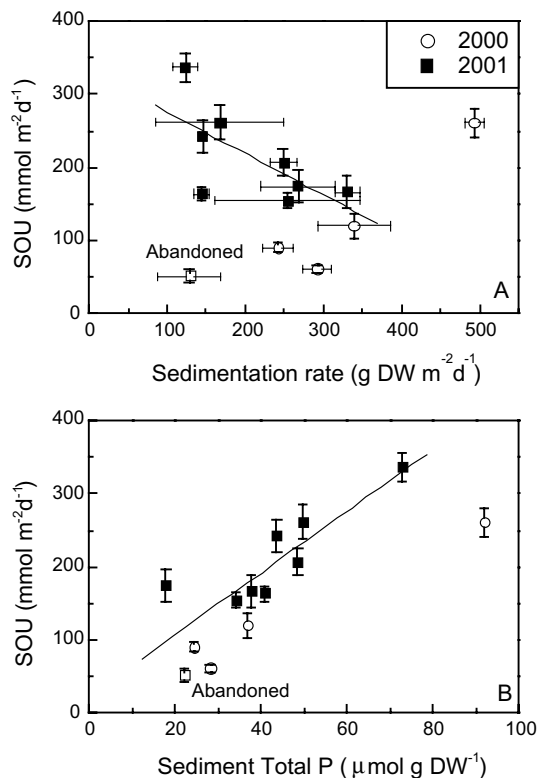 400
2000
2001
300
200
100
0
SOU (mmol m⁻²d⁻¹)
Abandoned
A
0 100 200 300 400 500
Sedimentation rate (g DW m⁻²d⁻¹)
400
300
200
100
0
SOU (mmol m⁻²d⁻¹)
Abandoned
B
0 20 40 60 80 100
Sediment Total P (μmol g DW⁻¹)